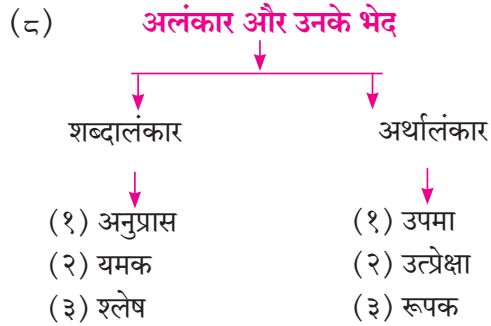 (८) अलंकार और उनके भेद
शब्दालंकार अर्थालंकार
(१) अनुप्रास (१) उपमा
(२) यमक (२) उत्प्रेक्षा
(३) श्लेष (३) रूपक